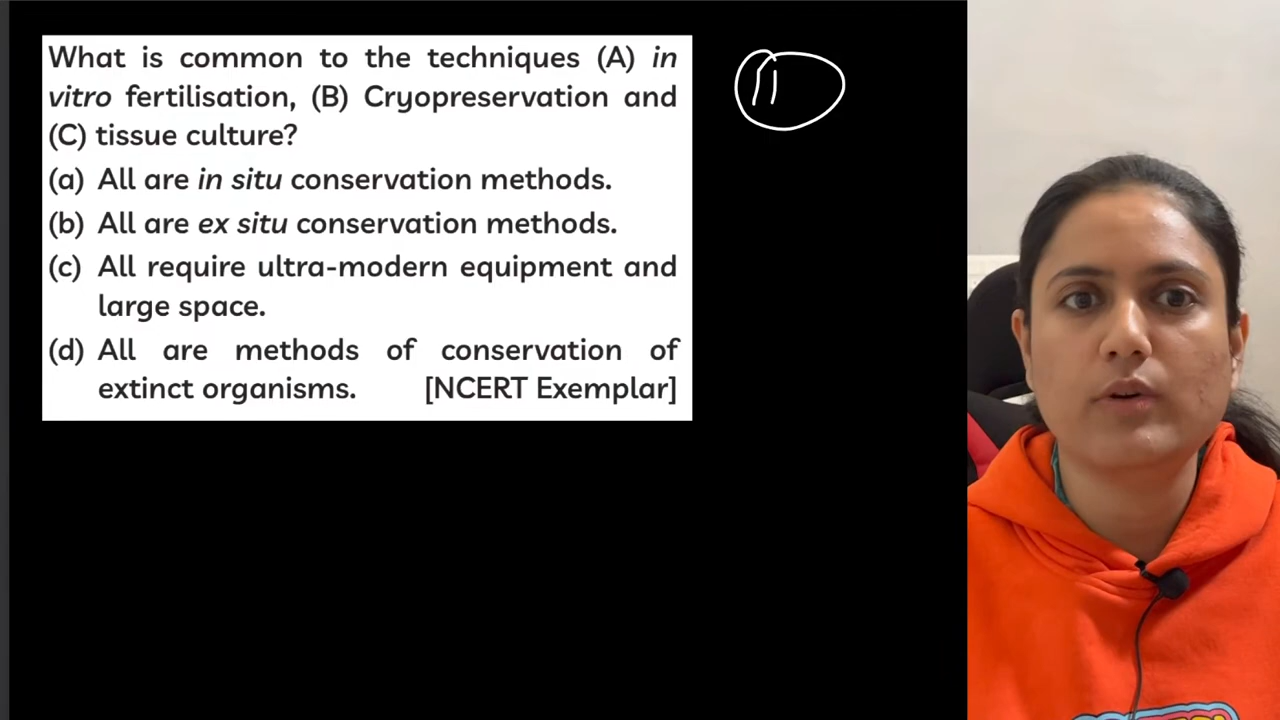 What is common to the techniques (A) in
vitro fertilisation, (B) Cryopreservation and
(C) tissue culture?
(a) All are in situ conservation methods.
(b) All are ex situ conservation methods.
(c) All require ultra-modern equipment and
large space.
(d) All are methods of conservation of
extinct organisms. [NCERT Exemplar]
11